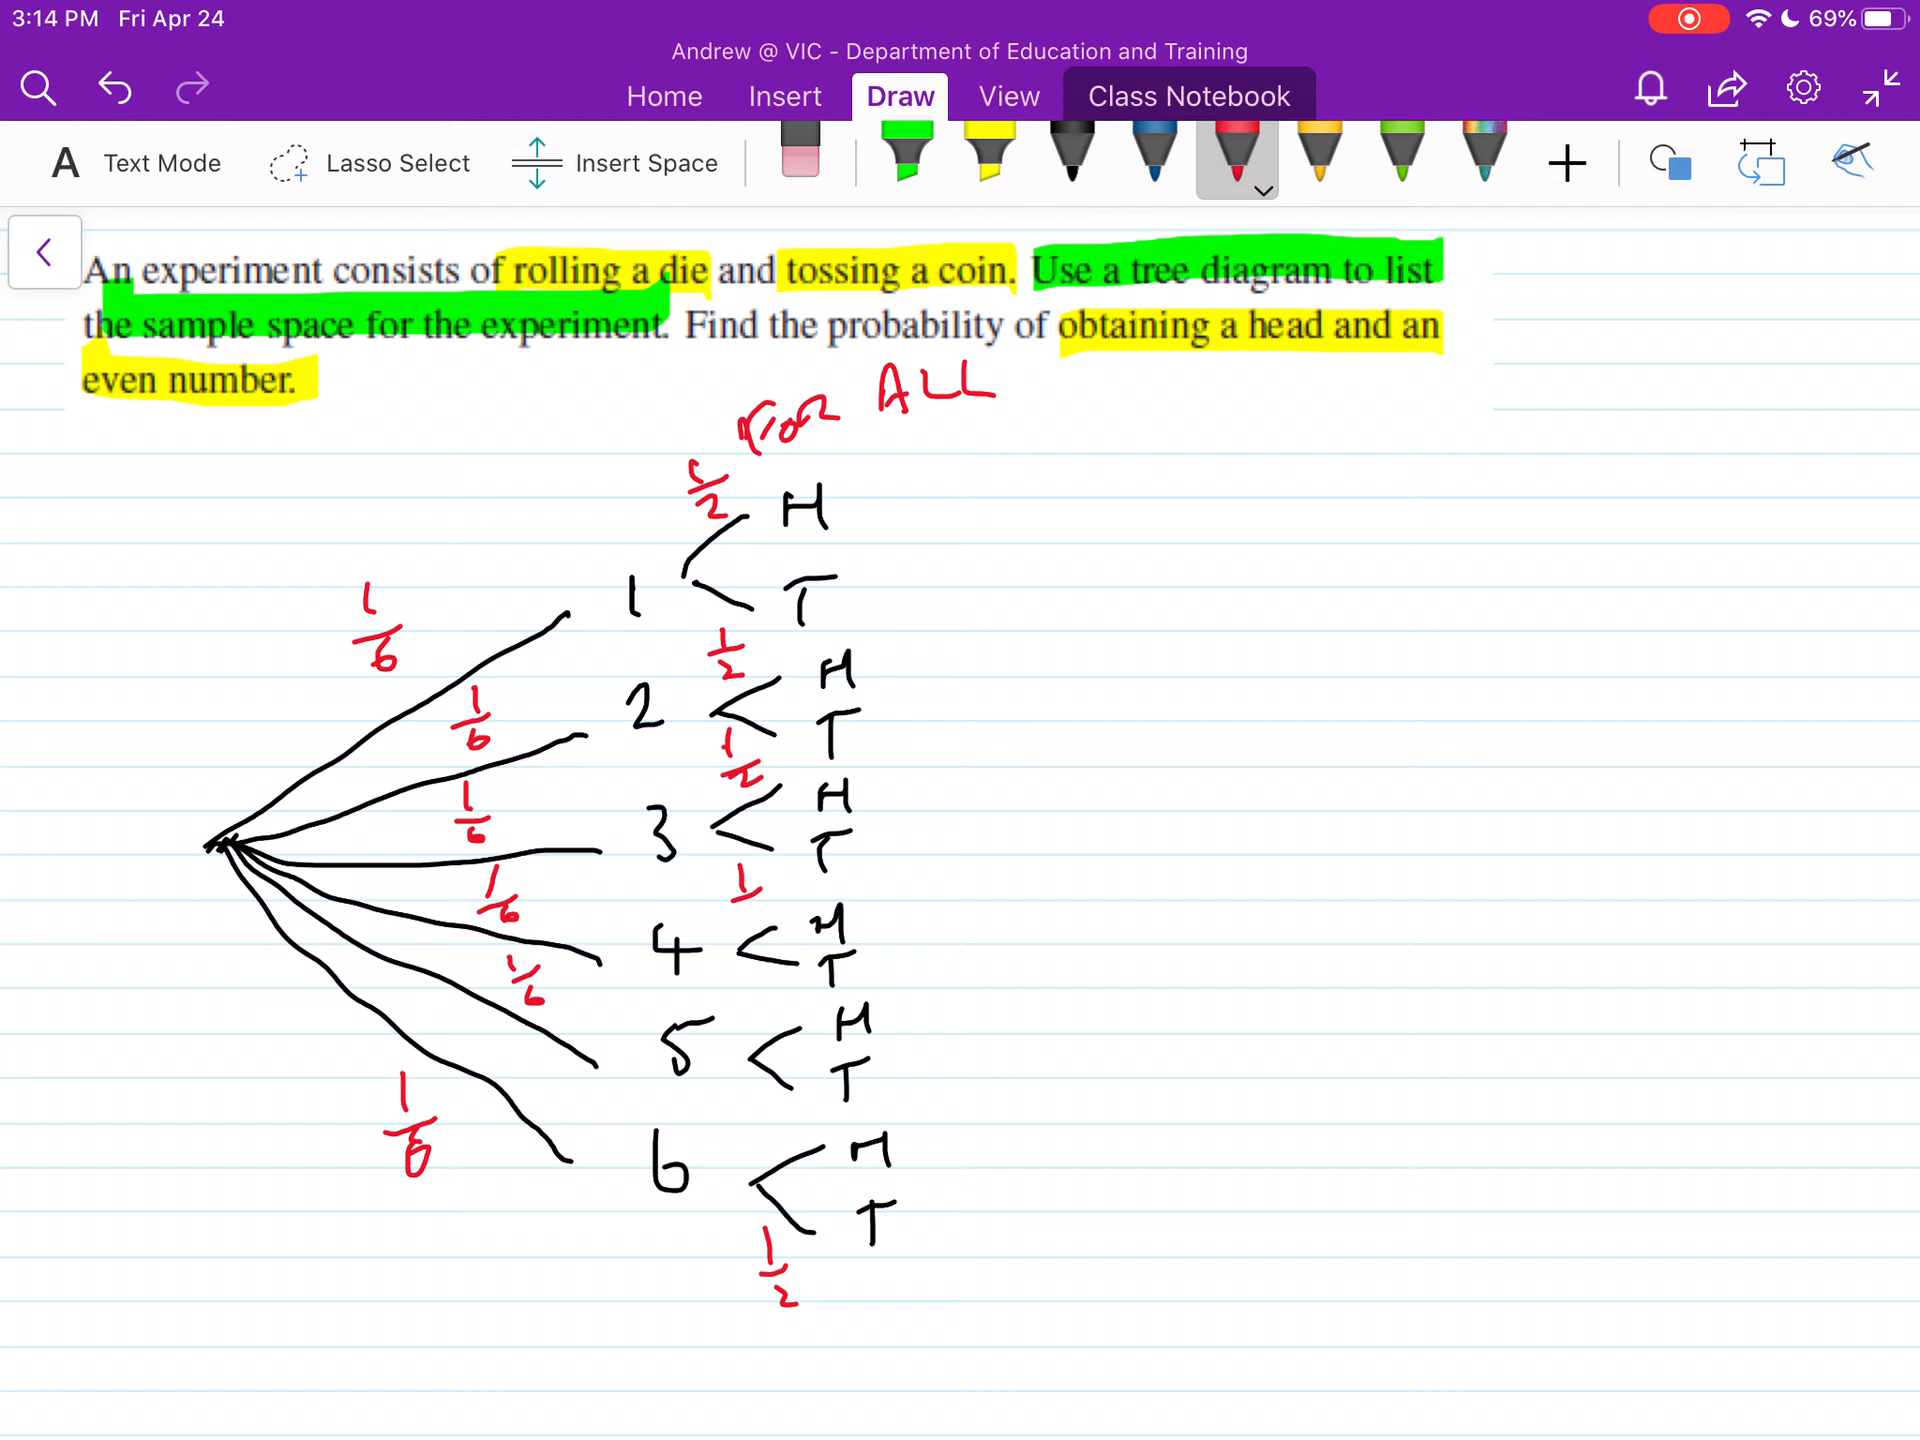 3:14 PM Fri Apr 24
69%
Andrew @ VIC - Department of Education and Training
Home Insert Draw View Class Notebook
A Text Mode Lasso Select Insert Space
An experiment consists of rolling a die and tossing a coin. Use a tree diagram to list
the sample space for the experiment. Find the probability of obtaining a head and an
even number.
FOR ALL
1/2 H
1/6 1 T
1/2 H
1/6 2 T
1/2 H
1/6 3 T
1
1/6 4 H
T
1/6 5 H
T
1/6 6 H
T
1/2